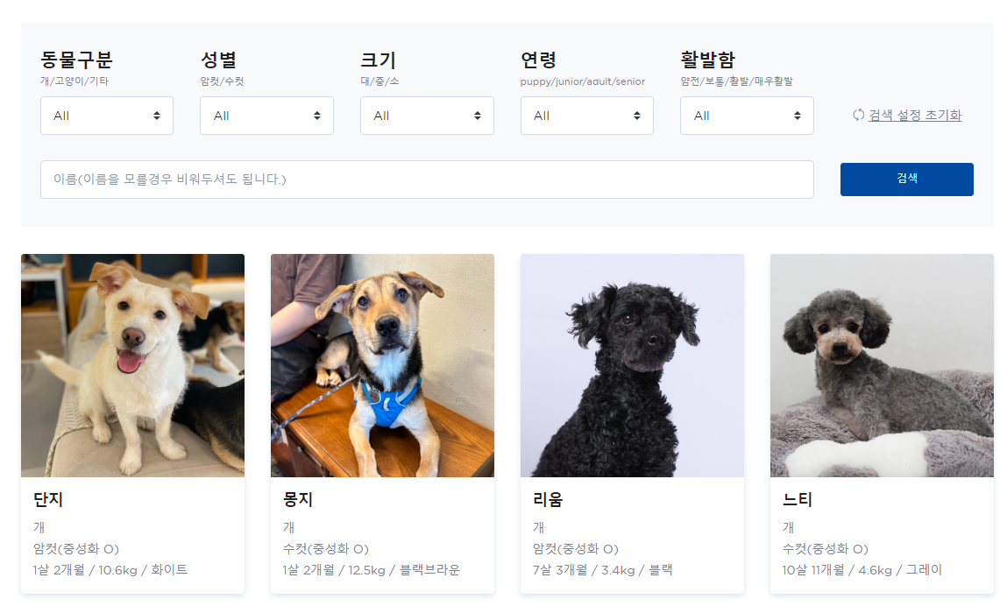 동물구분
개/고양이/기타
All
성별
암컷/수컷
All
크기
대/중/소
All
연령
puppy/junior/adult/senior
All
활발함
얌전/보통/활발/매우활발
All
검색 설정 초기화
이름(이름을 모를경우 비워두셔도 됩니다.)
검색
단지
개
암컷(중성화 O)
1살 2개월 / 10.6kg / 화이트
몽지
개
수컷(중성화 O)
1살 2개월 / 12.5kg / 블랙브라운
리움
개
암컷(중성화 O)
7살 3개월 / 3.4kg / 블랙
느티
개
수컷(중성화 O)
10살 11개월 / 4.6kg / 그레이